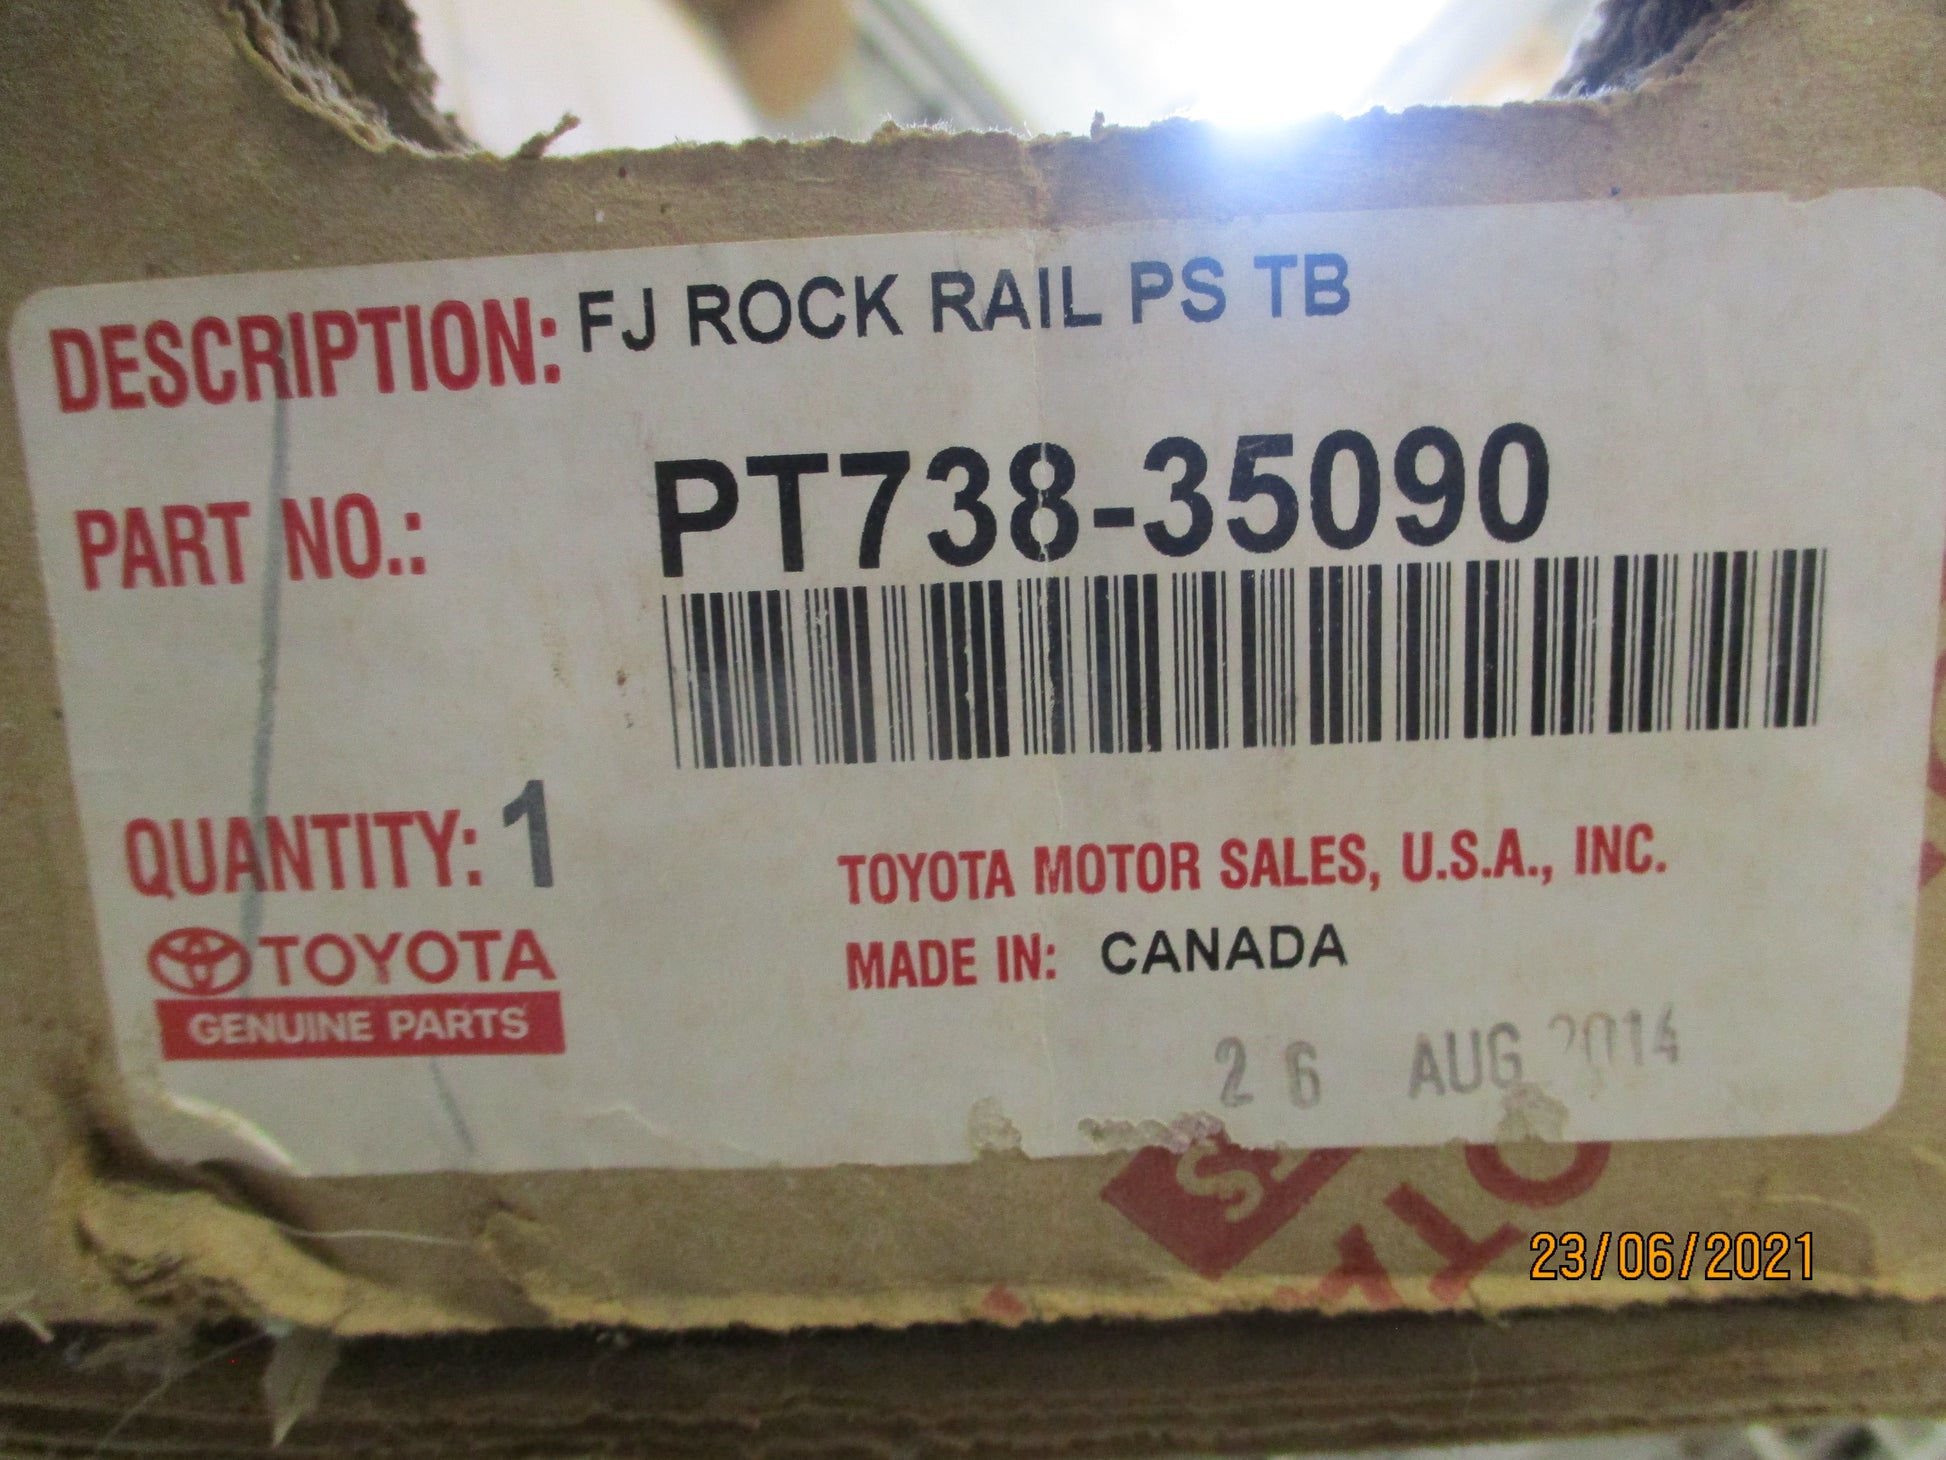 DESCRIPTION: FJ ROCK RAIL PS TB
PART NO.: PT738-35090
QUANTITY: 1
TOYOTA MOTOR SALES, U.S.A., INC.
TOYOTA
MADE IN: CANADA
GENUINE PARTS
26 AUG 2014
23/06/2021